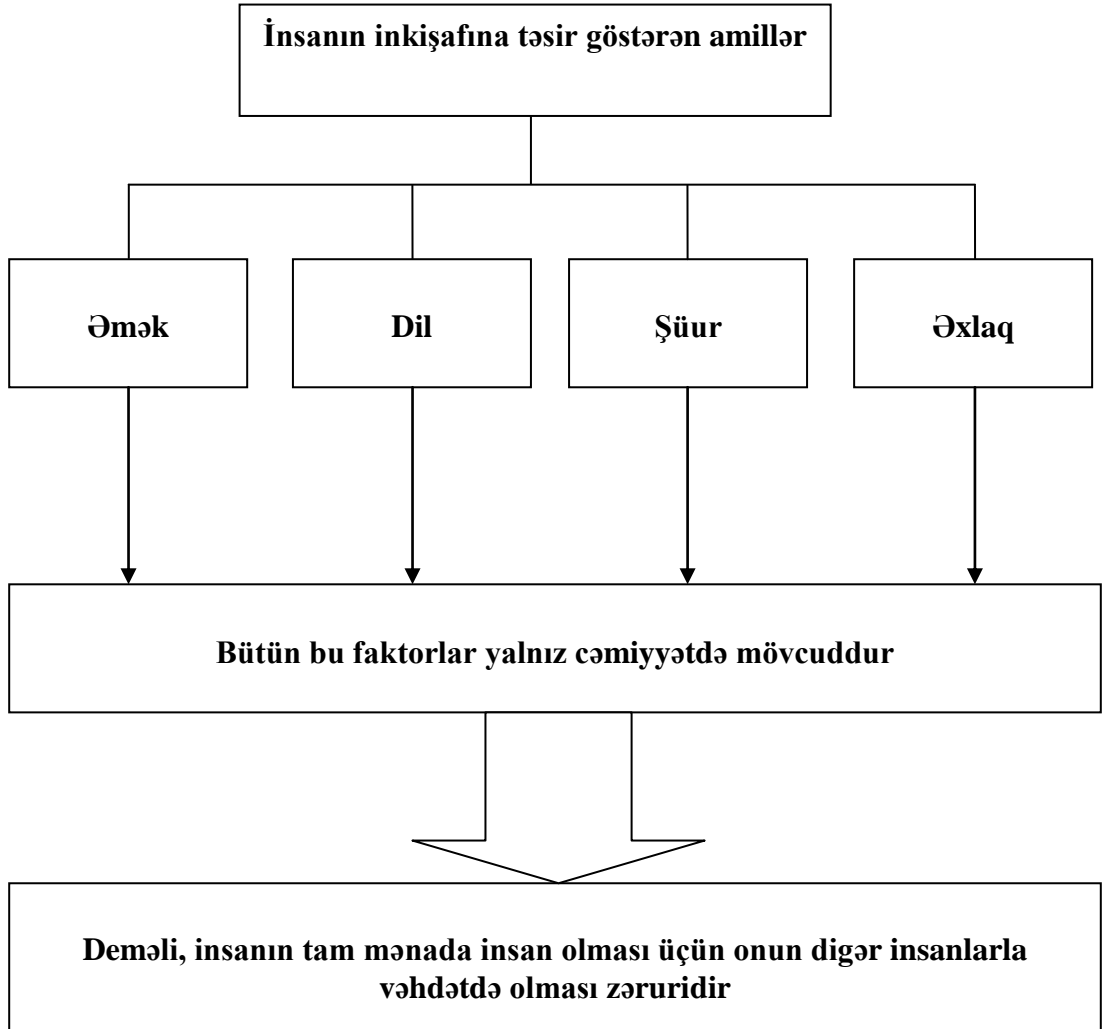 İnsanın inkişafına təsir göstərən amillər
Əmək
Dil
Şüur
Əxlaq
Bütün bu faktorlar yalnız cəmiyyətdə mövcuddur
Deməli, insanın tam mənada insan olması üçün onun digər insanlarla
vəhdətdə olması zəruridir